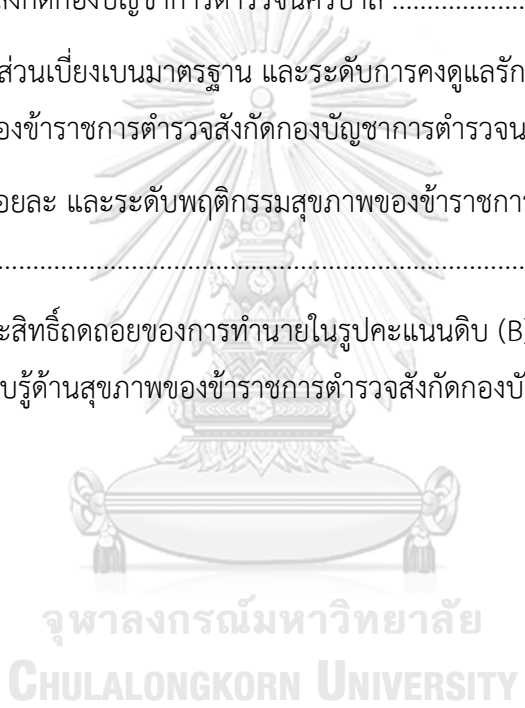 สังกัดกองบัญชาการตำรวจนครบาล ......................
ส่วนเบี่ยงเบนมาตรฐาน และระดับการคงดูแลรัก
องข้าราชการตำรวจสังกัดกองบัญชาการตำรวจน
อยละ และระดับพฤติกรรมสุขภาพของข้าราชการ
................................................................................
ะสิทธิ์ถดถอยของการทำนายในรูปคะแนนดิบ (B)
บรู้ด้านสุขภาพของข้าราชการตำรวจสังกัดกองบั
จุฬาลงกรณ์มหาวิทยาลัย
CHULALONGKORN UNIVERSITY